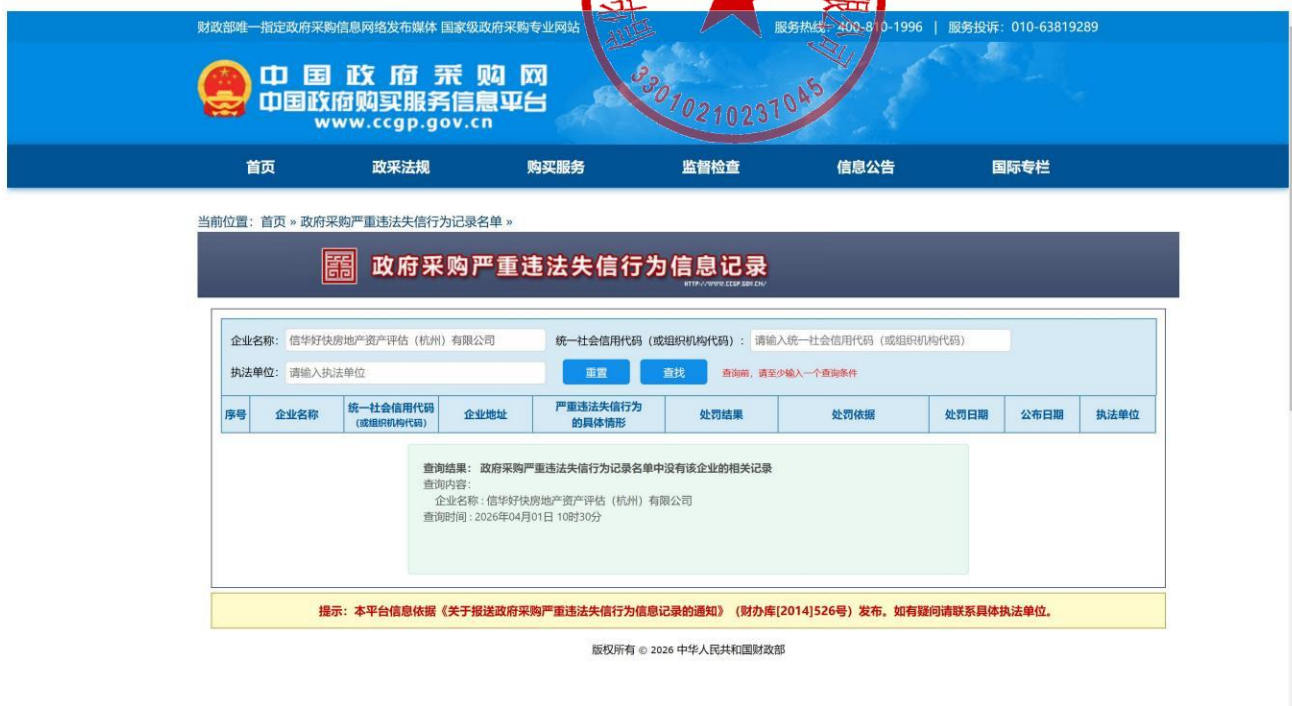 财政部唯一指定政府采购信息网络发布媒体 国家级政府采购专业网站
服务热线：400-810-1996 | 服务投诉：010-63819289
中国政府采购网
中国政府购买服务信息平台
www.ccgp.gov.cn
33010210237045
首页 政采法规 购买服务 监督检查 信息公告 国际专栏
当前位置：首页 » 政府采购严重违法失信行为记录名单 »
政府采购严重违法失信行为信息记录
HTTP://WWW.CCGP.GOV.CN/
企业名称：信华好快房地产资产评估（杭州）有限公司 统一社会信用代码（或组织机构代码）：请输入统一社会信用代码（或组织机构代码）
执法单位：请输入执法单位 重置 查找 查询前，请至少输入一个查询条件
序号 企业名称 统一社会信用代码（或组织机构代码） 企业地址 严重违法失信行为的具体情形 处罚结果 处罚依据 处罚日期 公布日期 执法单位
查询结果：政府采购严重违法失信行为记录名单中没有该企业的相关记录
查询内容：
企业名称：信华好快房地产资产评估（杭州）有限公司
查询时间：2026年04月01日 10时30分
提示：本平台信息依据《关于报送政府采购严重违法失信行为信息记录的通知》（财办库[2014]526号）发布。如有疑问请联系具体执法单位。
版权所有 © 2026 中华人民共和国财政部